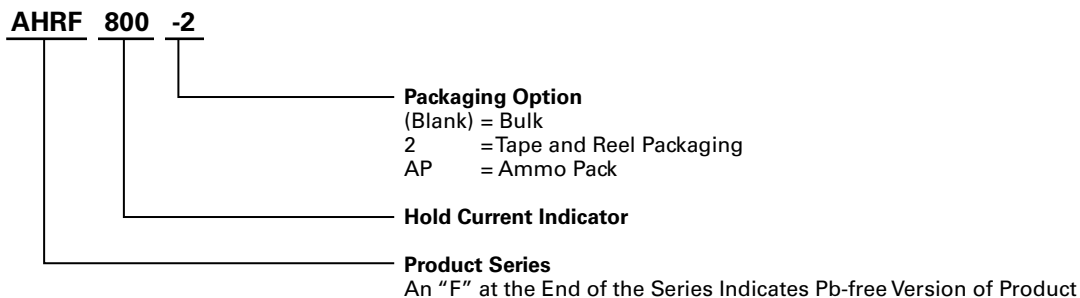 AHRF 800 -2
Packaging Option
(Blank) = Bulk
2 = Tape and Reel Packaging
AP = Ammo Pack
Hold Current Indicator
Product Series
An “F” at the End of the Series Indicates Pb-free Version of Product